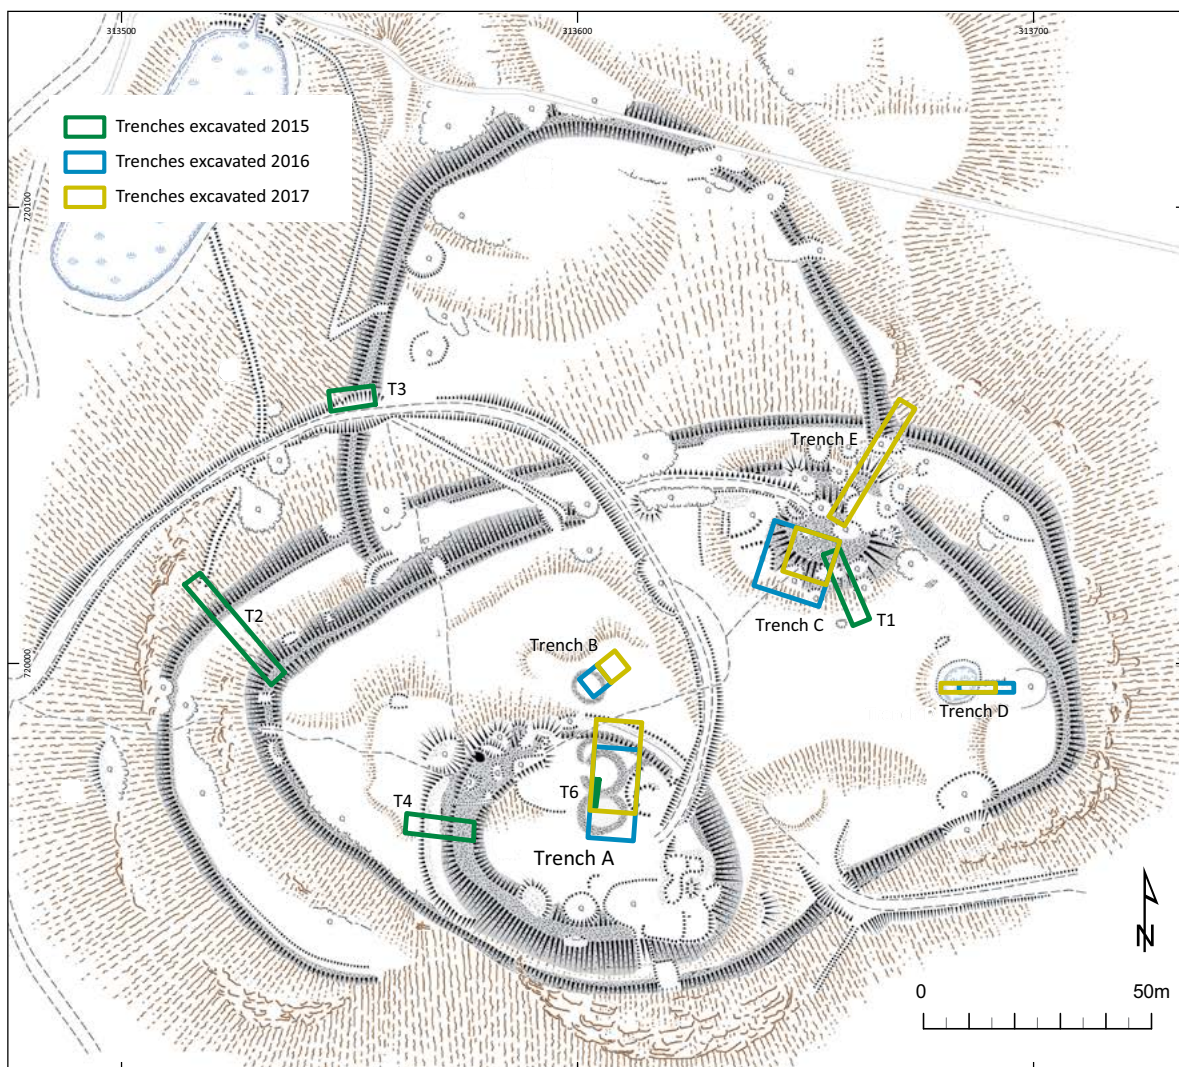 313500
313600
313700
Trenches excavated 2015
Trenches excavated 2016
Trenches excavated 2017
720100
T3
Trench E
T2
Trench C
T1
720000
Trench B
Trench D
T6
T4
Trench A
N
0
50m